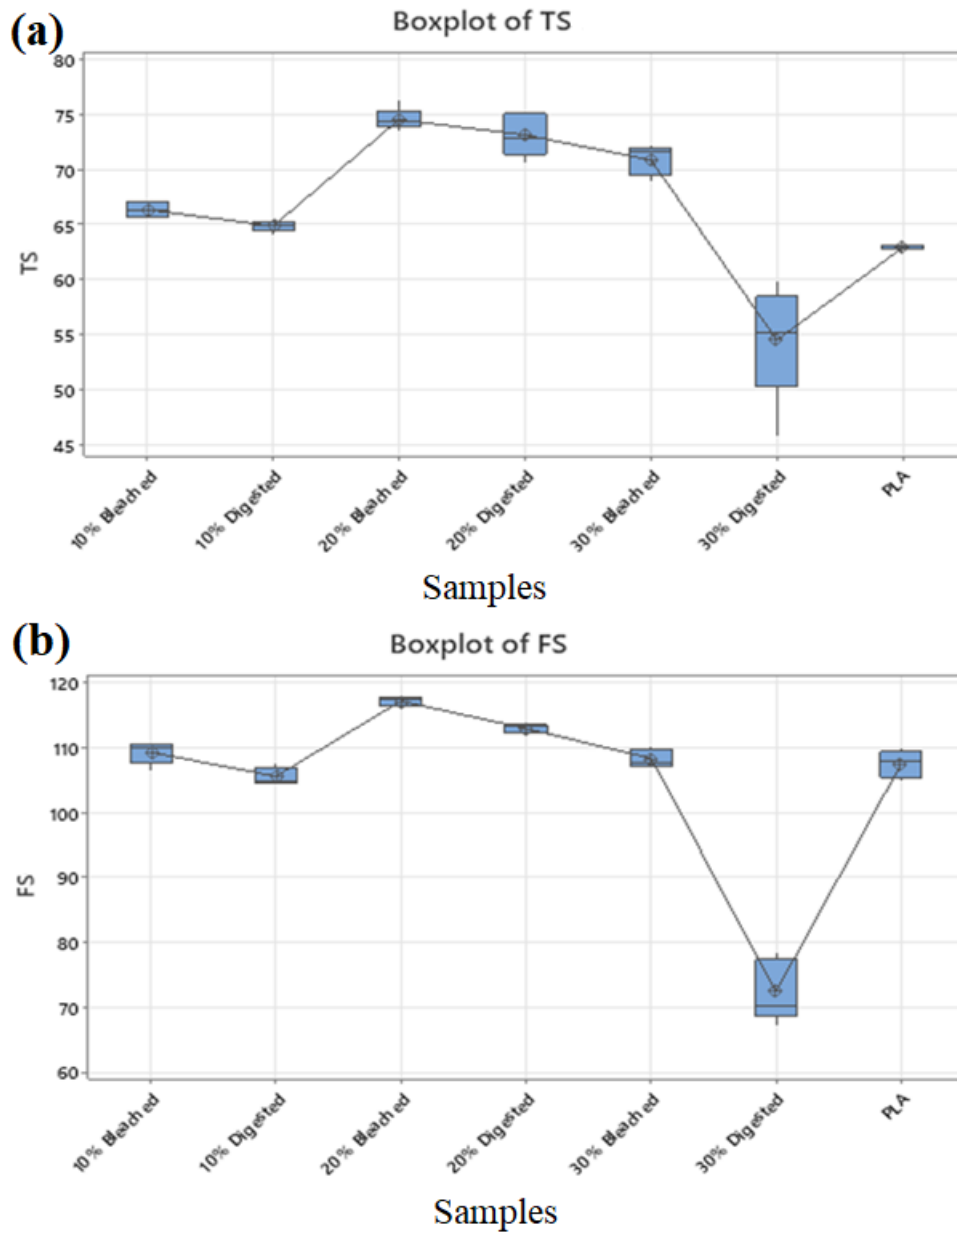 (a)
Boxplot of TS
80
75
70
65
60
55
50
45
TS
10% Bleached
10% Digested
20% Bleached
20% Digested
30% Bleached
30% Digested
PLA
Samples
(b)
Boxplot of FS
120
110
100
90
80
70
60
FS
10% Bleached
10% Digested
20% Bleached
20% Digested
30% Bleached
30% Digested
PLA
Samples